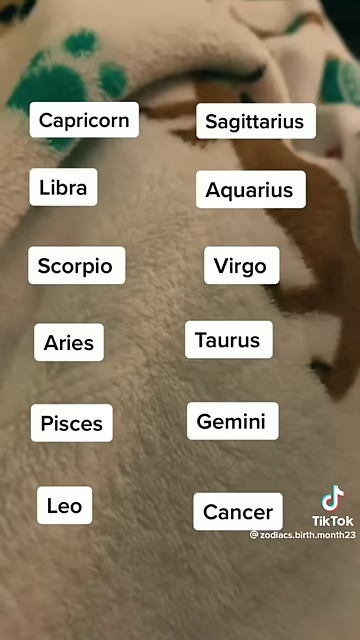 Capricorn
Sagittarius
Libra
Aquarius
Scorpio
Virgo
Aries
Taurus
Pisces
Gemini
Leo
Cancer
TikTok
@ zodiacs.birth.month23